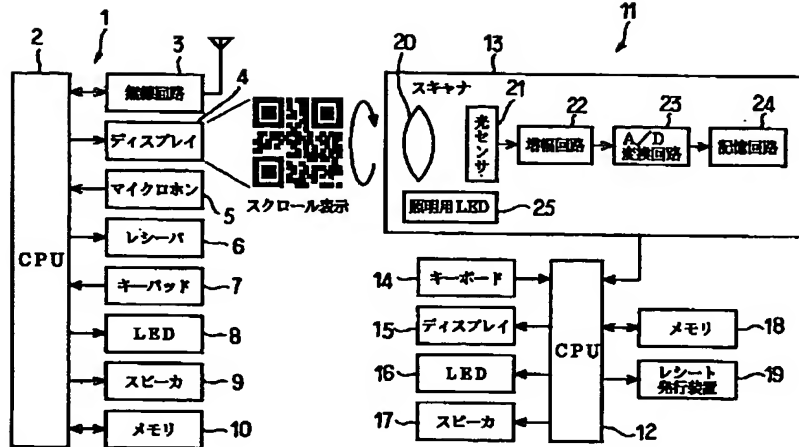 1
2
CPU
3
無線回路
4
ディスプレイ
スクロール表示
マイクロホン
5
レシーバ
6
キーパッド
7
LED
8
スピーカ
9
メモリ
10
11
13
スキャナ
20
21
光センサ
22
増幅回路
23
A/D
変換回路
24
記憶回路
照明用LED
25
14
キーボード
15
ディスプレイ
16
LED
17
スピーカ
CPU
12
メモリ
18
レシート
発行装置
19